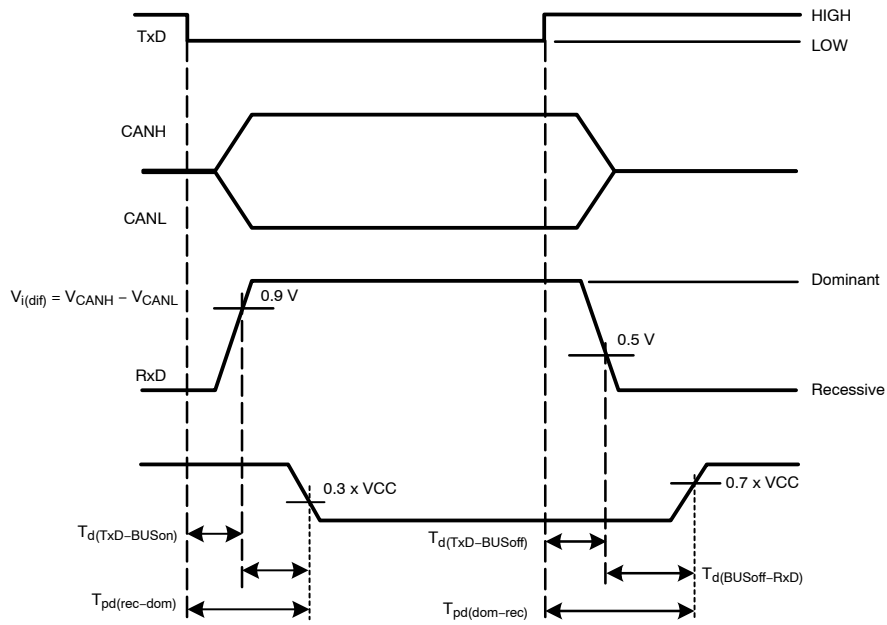 HIGH
TxD
LOW
CANH
CANL
Dominant
V_i(dif) = V_CANH − V_CANL
0.9 V
0.5 V
RxD
Recessive
0.3 x VCC
0.7 x VCC
T_d(TxD−BUSon)
T_d(TxD−BUSoff)
T_d(BUSoff−RxD)
T_pd(rec−dom)
T_pd(dom−rec)